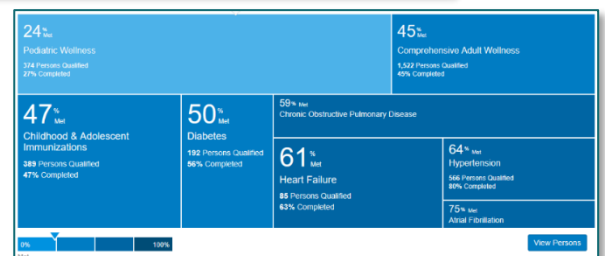 24% Met
Pediatric Wellness
374 Persons Qualified
27% Completed
45% Met
Comprehensive Adult Wellness
1,522 Persons Qualified
45% Completed
47% Met
Childhood & Adolescent
Immunizations
389 Persons Qualified
47% Completed
50% Met
Diabetes
192 Persons Qualified
56% Completed
59% Met
Chronic Obstructive Pulmonary Disease
61% Met
Heart Failure
85 Persons Qualified
63% Completed
64% Met
Hypertension
566 Persons Qualified
80% Completed
75% Met
Atrial Fibrillation
0% 100%
Met
View Persons